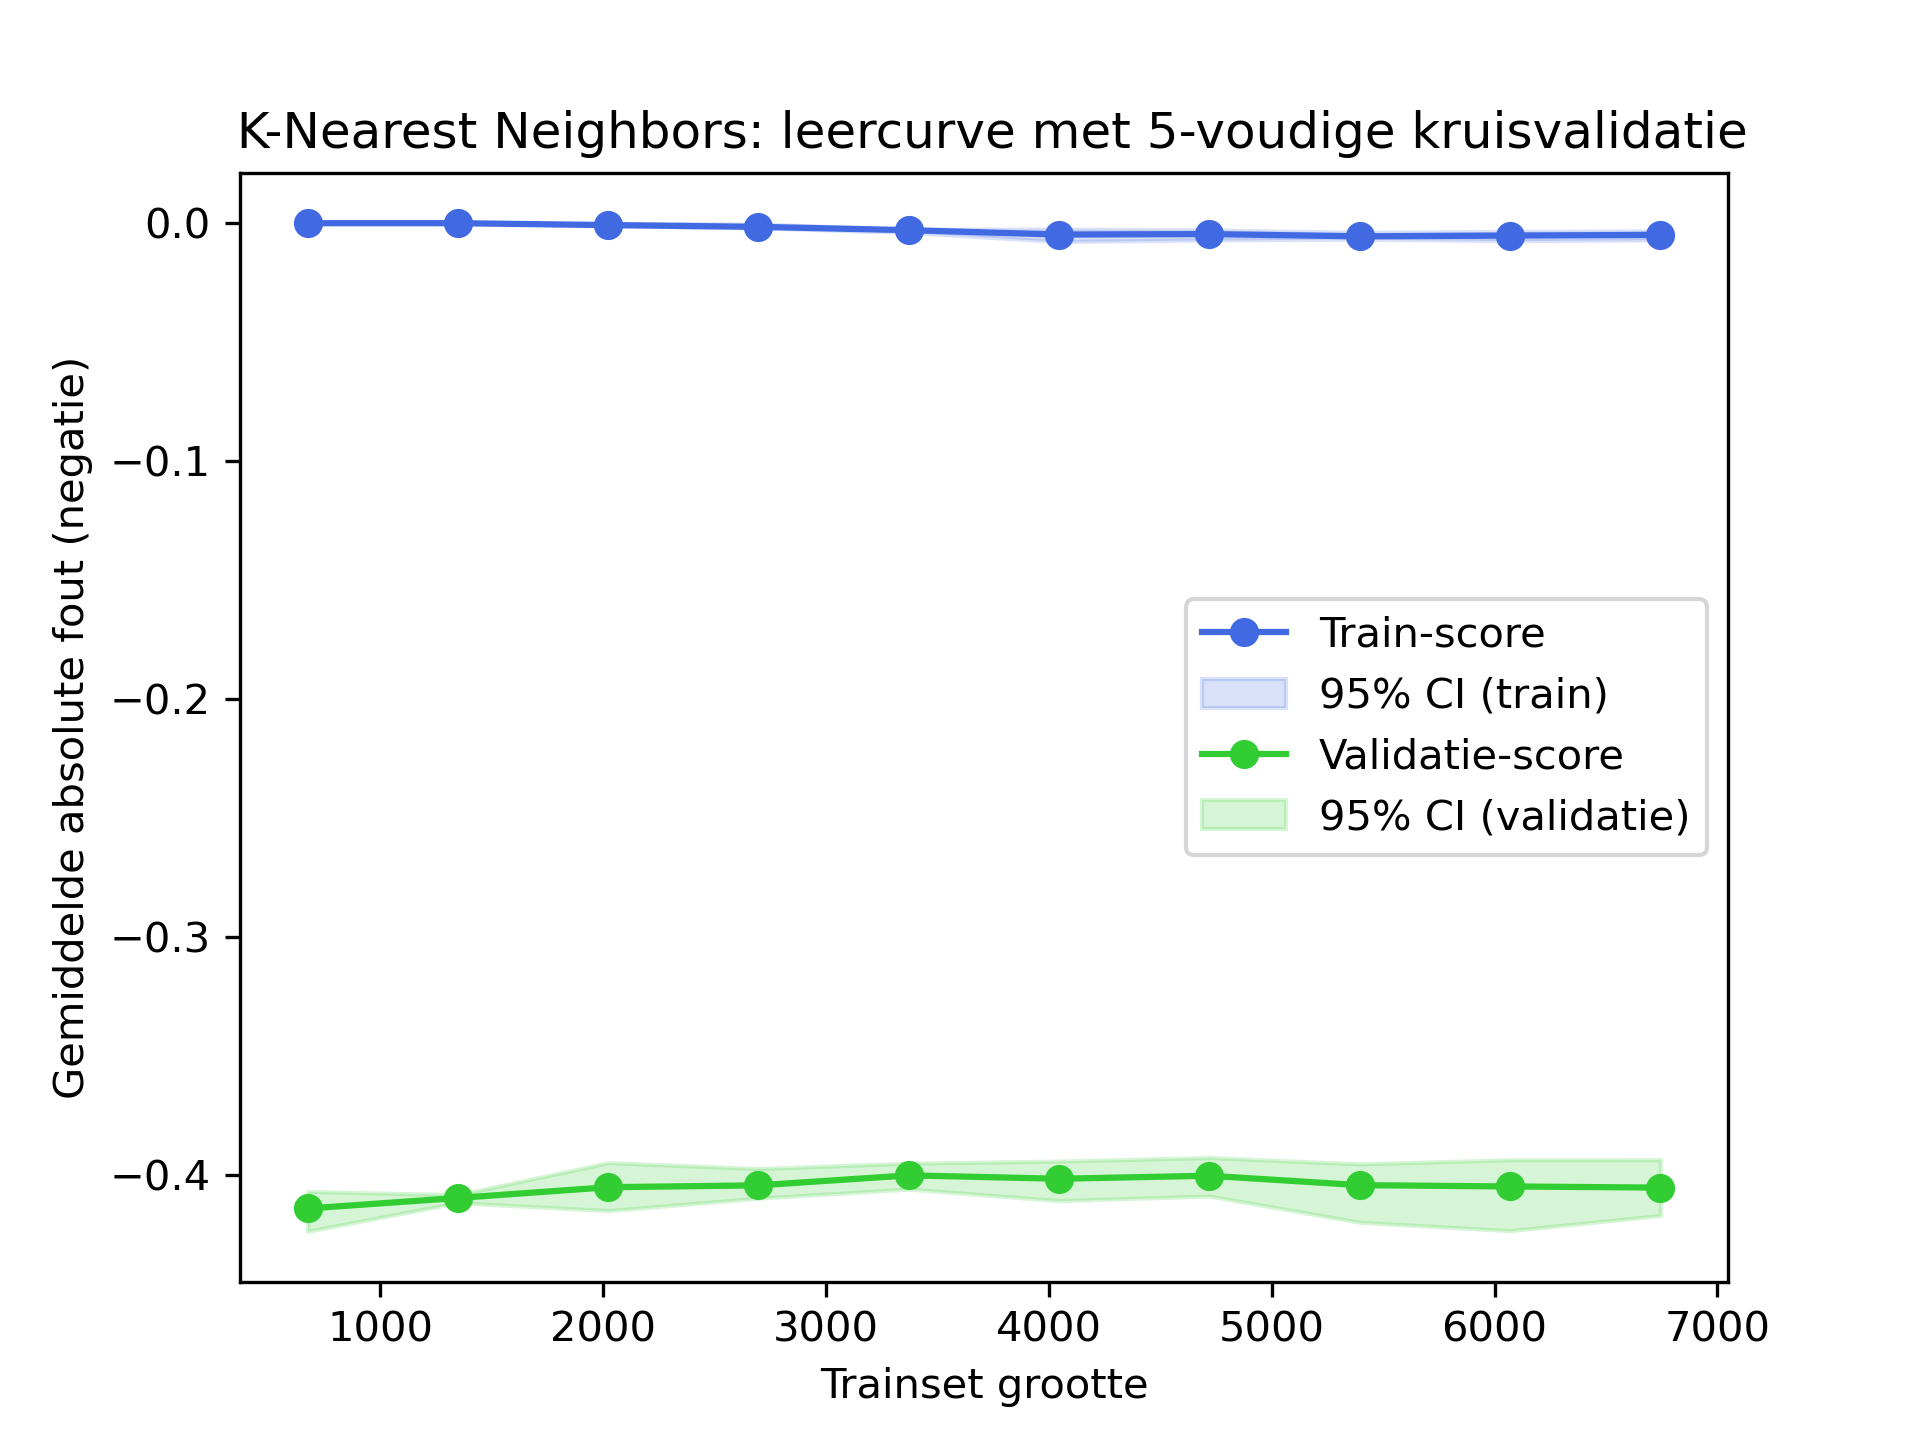 K-Nearest Neighbors: leercurve met 5-voudige kruisvalidatie
Gemiddelde absolute fout (negatie)
0.0
−0.1
−0.2
−0.3
−0.4
Train-score
95% CI (train)
Validatie-score
95% CI (validatie)
1000 2000 3000 4000 5000 6000 7000
Trainset grootte